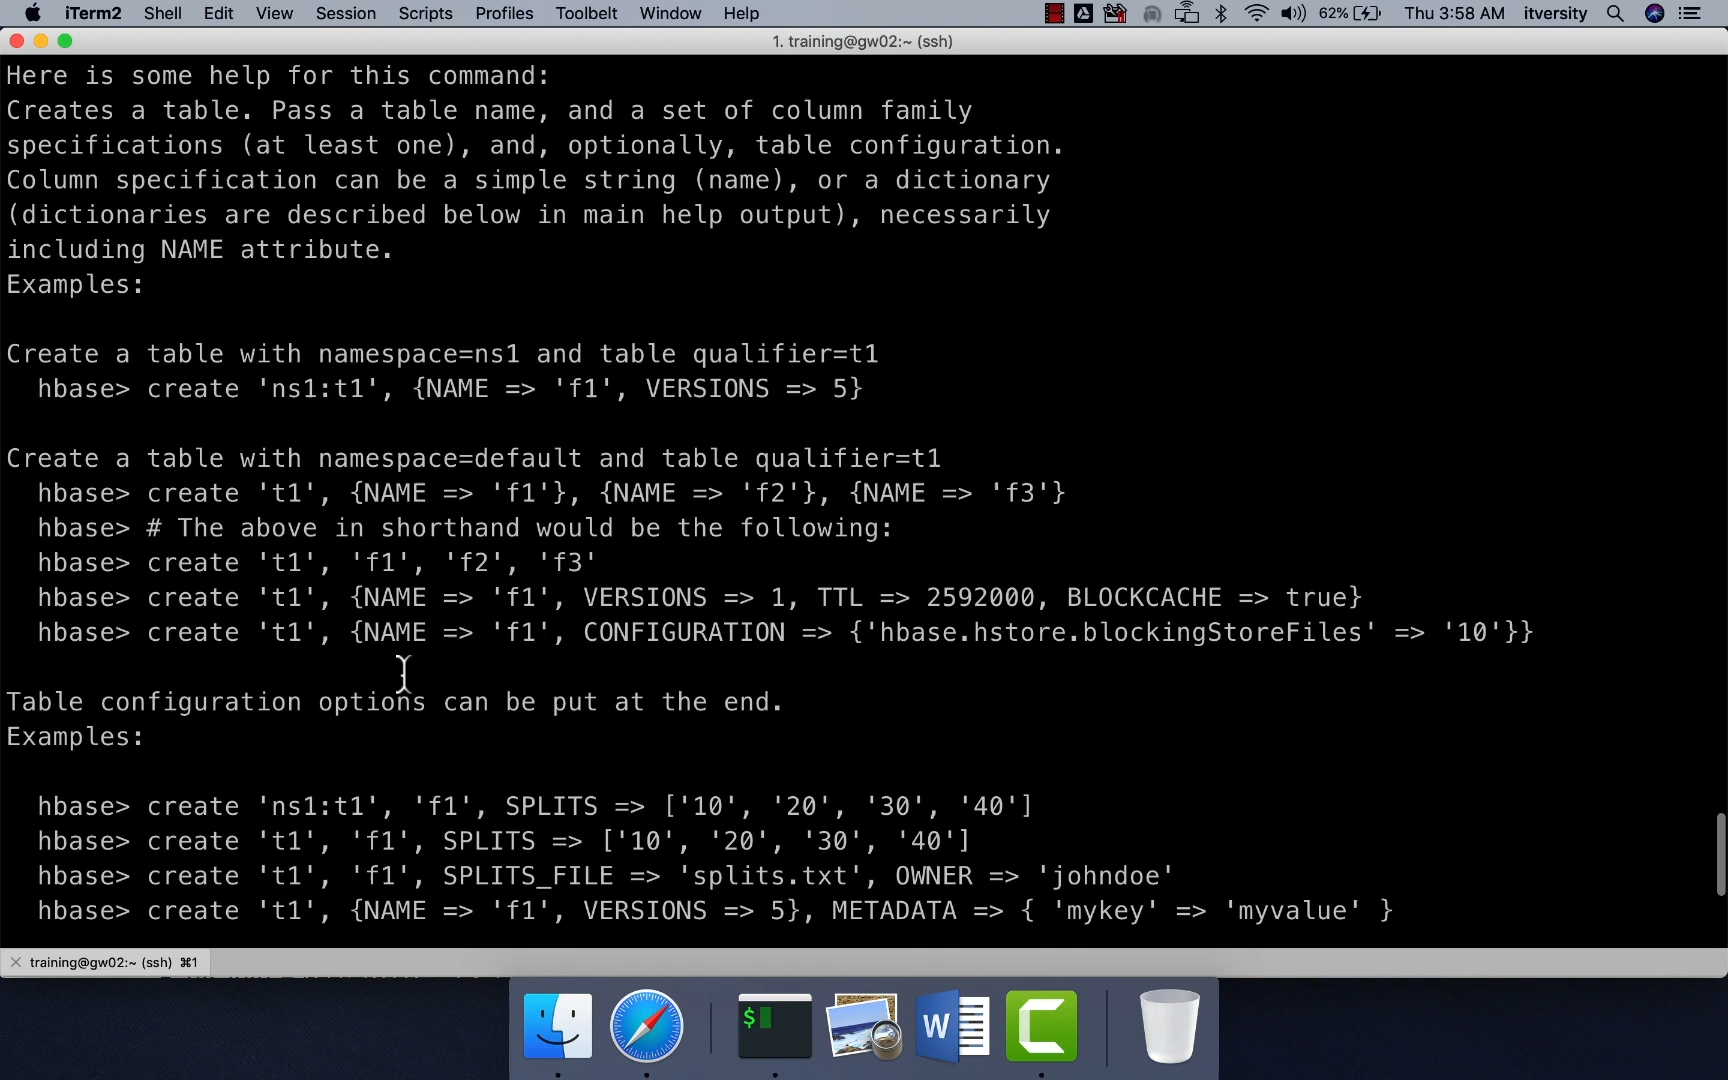 iTerm2 Shell Edit View Session Scripts Profiles Toolbelt Window Help 62% Thu 3:58 AM itversity
1. training@gw02:~ (ssh)
Here is some help for this command:
Creates a table. Pass a table name, and a set of column family
specifications (at least one), and, optionally, table configuration.
Column specification can be a simple string (name), or a dictionary
(dictionaries are described below in main help output), necessarily
including NAME attribute.
Examples:
Create a table with namespace=ns1 and table qualifier=t1
hbase> create 'ns1:t1', {NAME => 'f1', VERSIONS => 5}
Create a table with namespace=default and table qualifier=t1
hbase> create 't1', {NAME => 'f1'}, {NAME => 'f2'}, {NAME => 'f3'}
hbase> # The above in shorthand would be the following:
hbase> create 't1', 'f1', 'f2', 'f3'
hbase> create 't1', {NAME => 'f1', VERSIONS => 1, TTL => 2592000, BLOCKCACHE => true}
hbase> create 't1', {NAME => 'f1', CONFIGURATION => {'hbase.hstore.blockingStoreFiles' => '10'}}
Table configuration options can be put at the end.
Examples:
hbase> create 'ns1:t1', 'f1', SPLITS => ['10', '20', '30', '40']
hbase> create 't1', 'f1', SPLITS => ['10', '20', '30', '40']
hbase> create 't1', 'f1', SPLITS_FILE => 'splits.txt', OWNER => 'johndoe'
hbase> create 't1', {NAME => 'f1', VERSIONS => 5}, METADATA => { 'mykey' => 'myvalue' }
training@gw02:~ (ssh) ⌘1
$
W
C